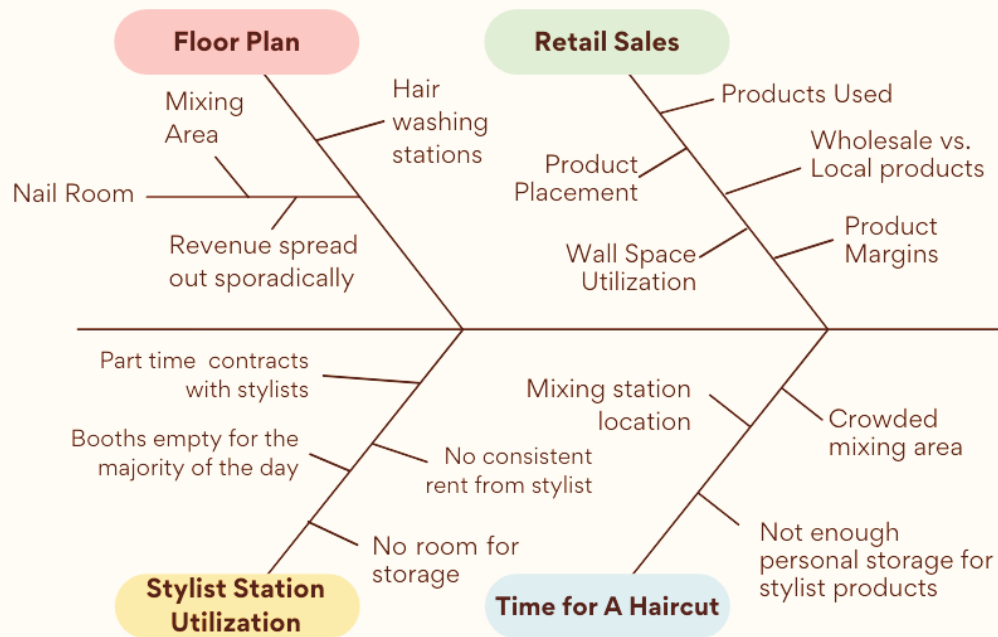 Floor Plan
Retail Sales
Mixing
Area
Hair
washing
stations
Nail Room
Revenue spread
out sporadically
Products Used
Product
Placement
Wholesale vs.
Local products
Wall Space
Utilization
Product
Margins
Part time contracts
with stylists
Booths empty for the
majority of the day
No consistent
rent from stylist
No room for
storage
Stylist Station
Utilization
Mixing station
location
Crowded
mixing area
Not enough
personal storage for
stylist products
Time for A Haircut